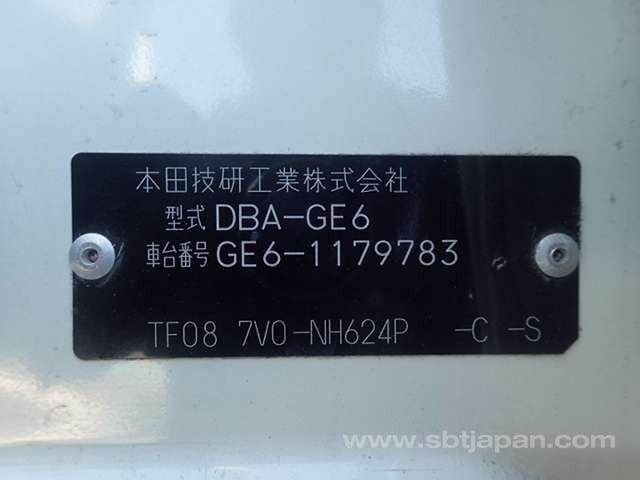 本田技研工業株式会社
型式 DBA-GE6
車台番号 GE6-1179783
TF08 7V0-NH624P -C -S
www.sbtjapan.com